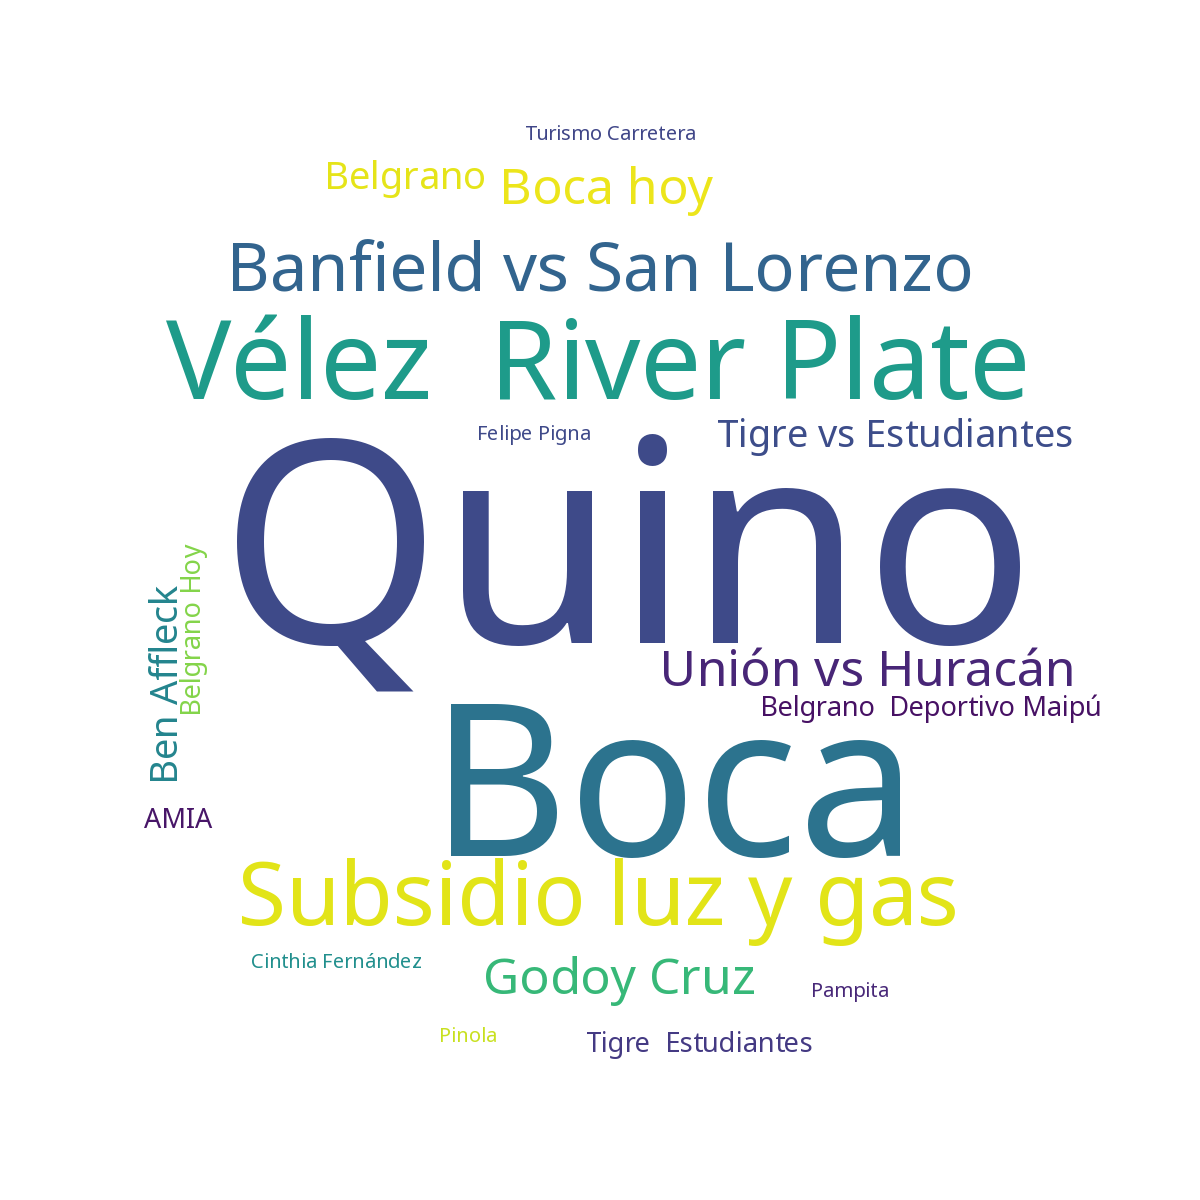 Turismo Carretera
Belgrano
Boca hoy
Banfield vs San Lorenzo
Vélez  River Plate
Felipe Pigna
Tigre vs Estudiantes
Quino
Ben Affleck
Belgrano Hoy
Unión vs Huracán
Belgrano  Deportivo Maipú
Boca
AMIA
Subsidio luz y gas
Cinthia Fernández
Godoy Cruz
Pampita
Pinola
Tigre  Estudiantes